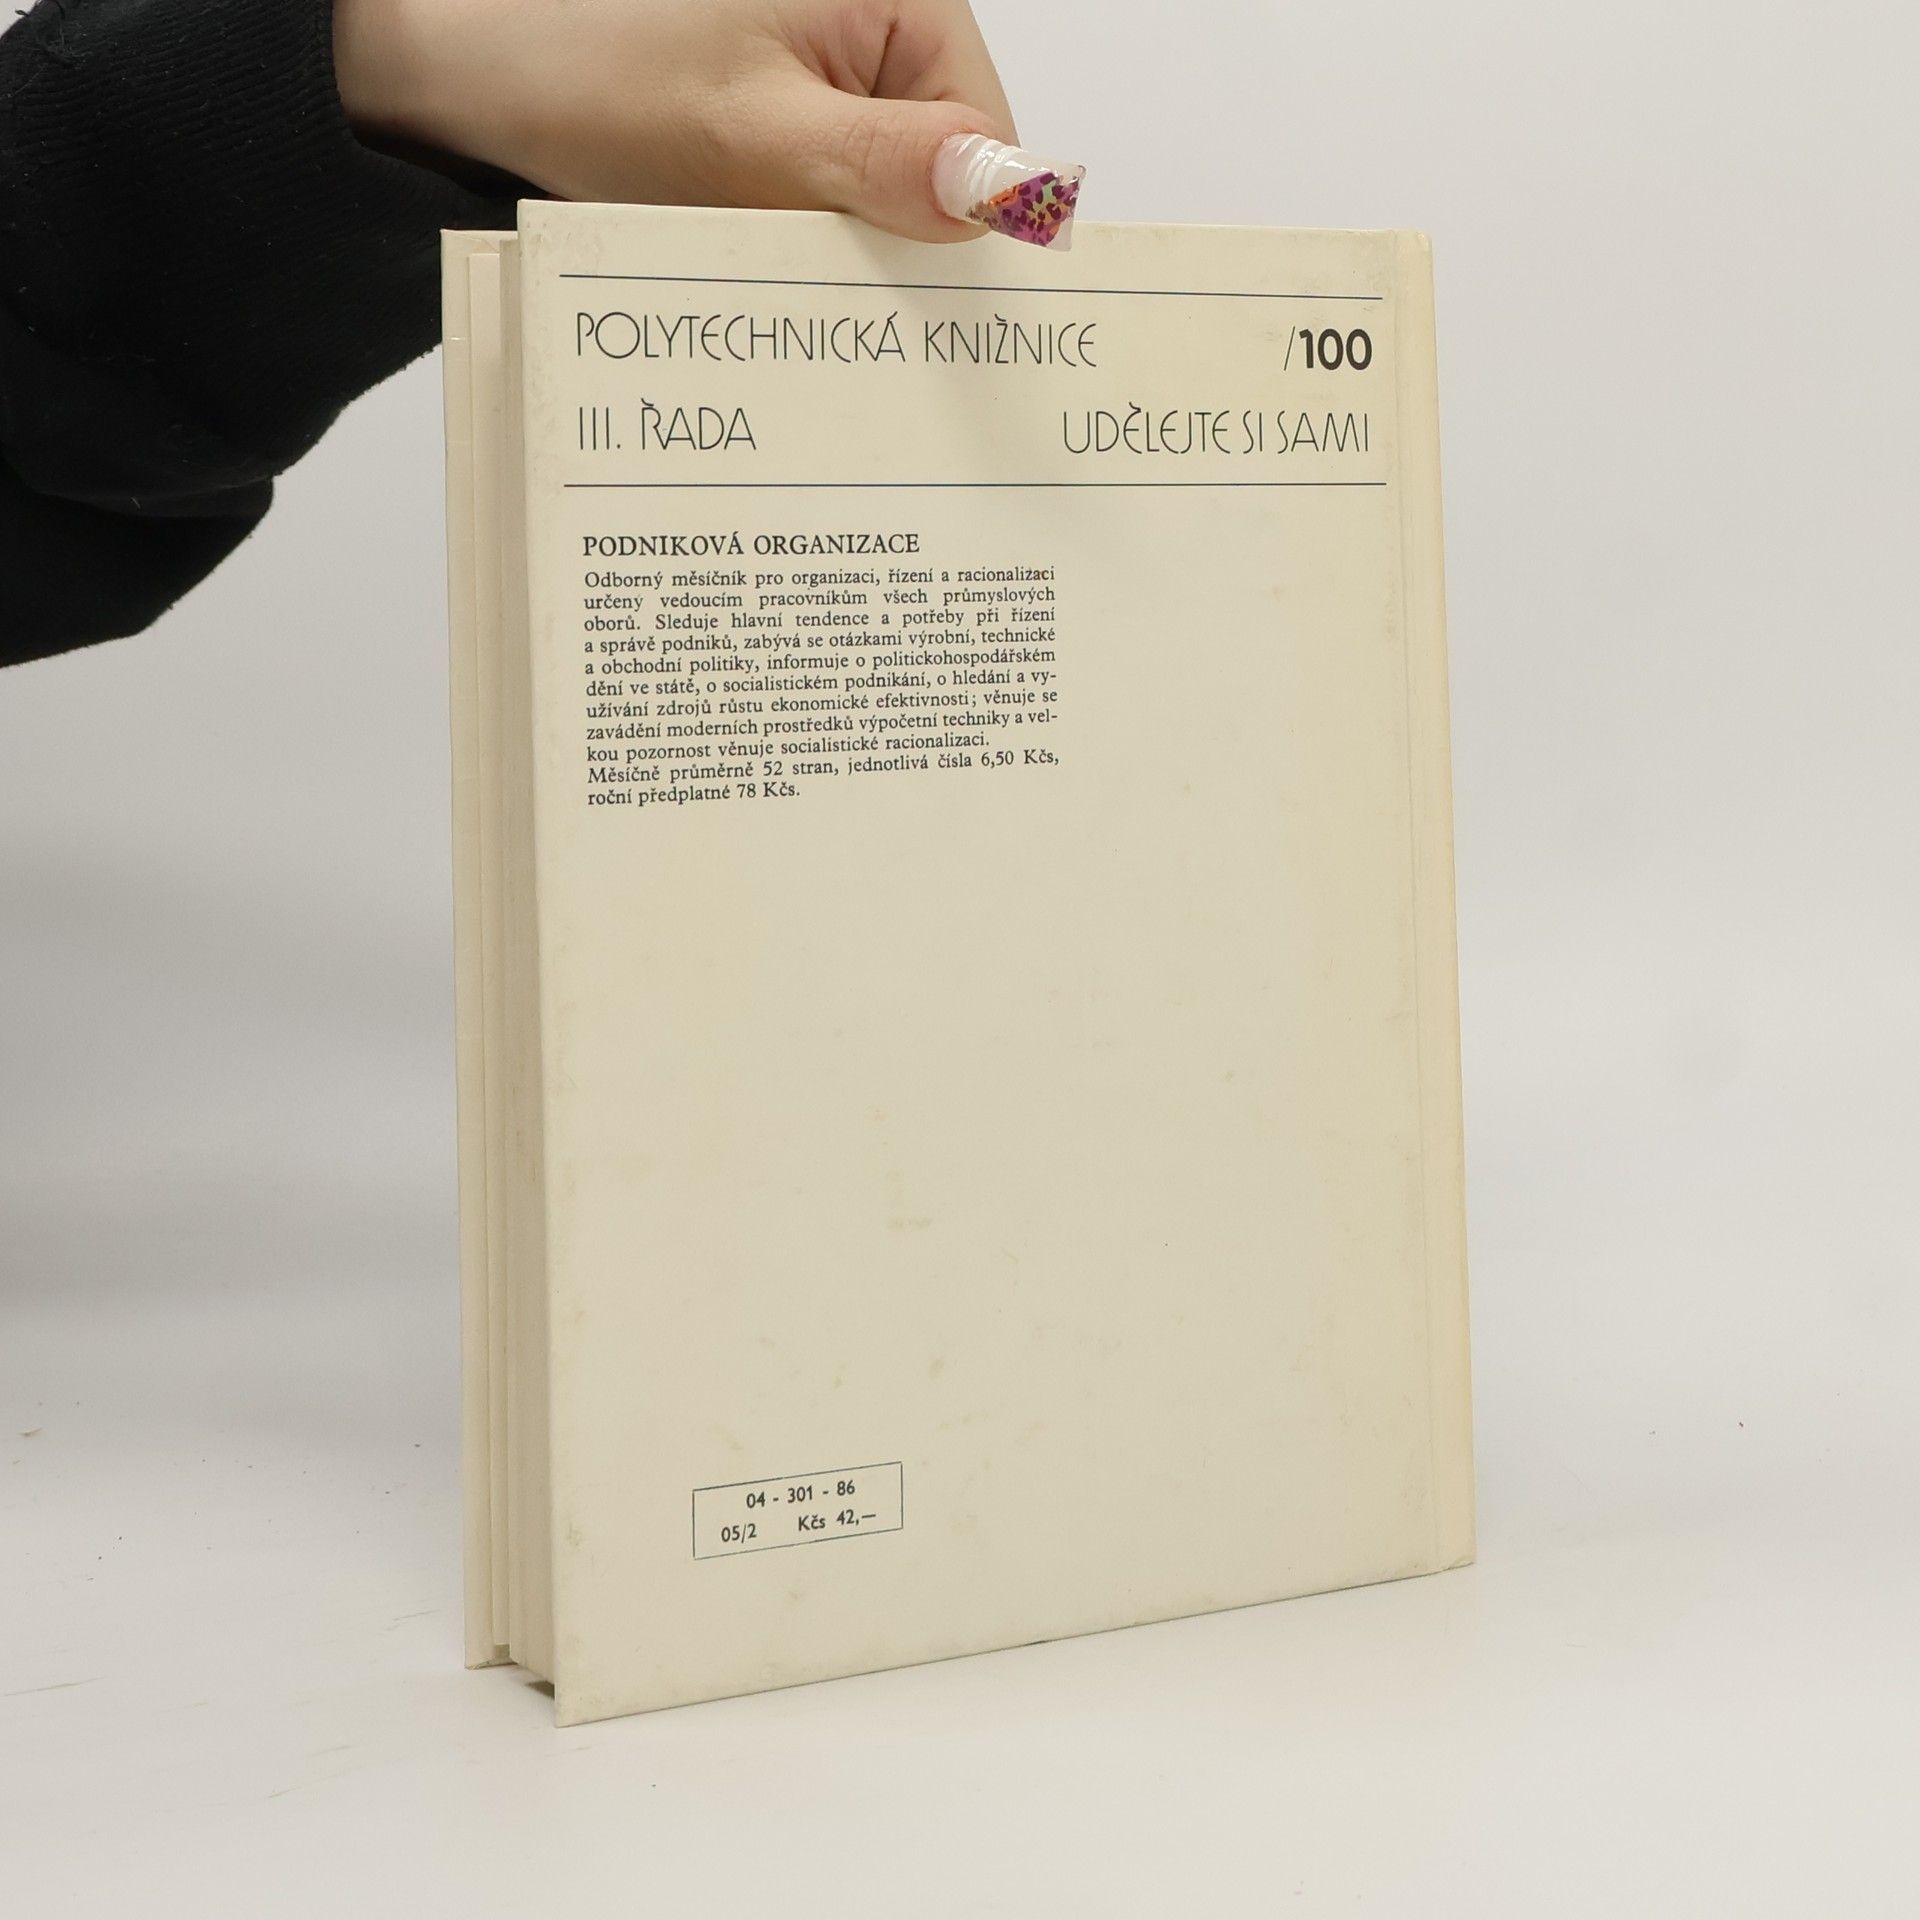 POLYTECHNICKÁ KNIŽNICE /100
III. ŘADA UDĚLEJTE SI SAMI
PODNIKOVÁ ORGANIZACE
Odborný měsíčník pro organizaci, řízení a racionalizaci
určený vedoucím pracovníkům všech průmyslových
oborů. Sleduje hlavní tendence a potřeby při řízení
a správě podniků, zabývá se otázkami výrobní, technické
a obchodní politiky, informuje o politickohospodářském
dění ve státě, o socialistickém podnikání, o hledání a vy-
užívání zdrojů růstu ekonomické efektivnosti; věnuje se
zavádění moderních prostředků výpočetní techniky a vel-
kou pozornost věnuje socialistické racionalizaci.
Měsíčně průměrně 52 stran, jednotlivá čísla 6,50 Kčs,
roční předplatné 78 Kčs.
04 - 301 - 86
05/2 Kčs 42,—